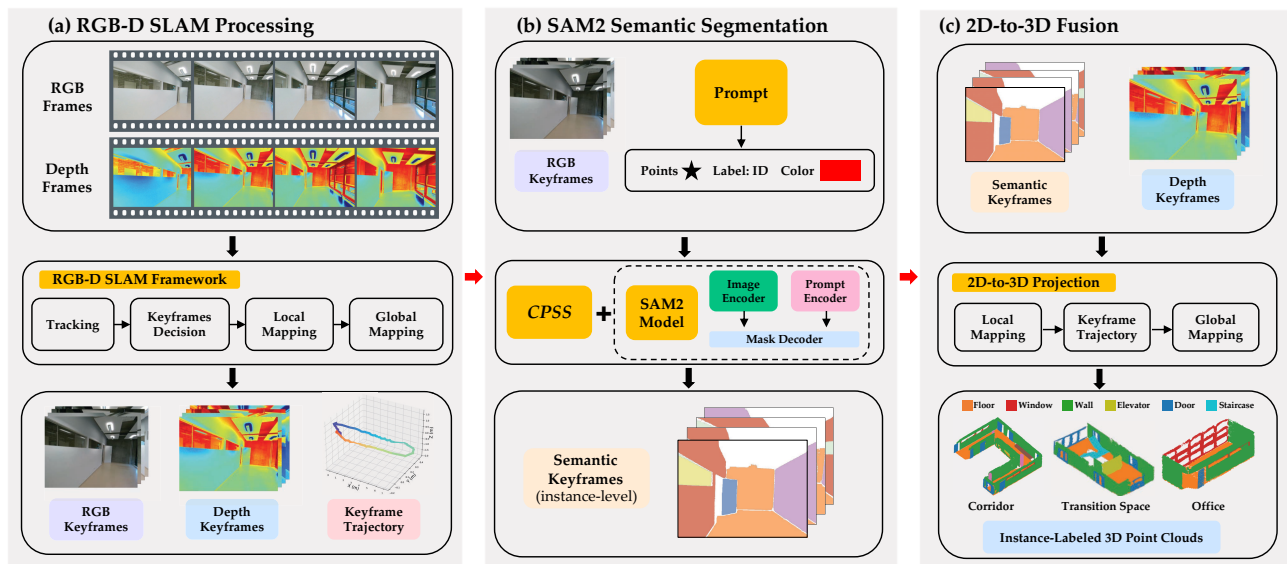 (a) RGB-D SLAM Processing
RGB
Frames
Depth
Frames
RGB-D SLAM Framework
Tracking
Keyframes
Decision
Local
Mapping
Global
Mapping
RGB
Keyframes
Depth
Keyframes
Keyframe
Trajectory
(b) SAM2 Semantic Segmentation
RGB
Keyframes
Prompt
Points Label: ID Color
CPSS
+
SAM2
Model
Image
Encoder
Prompt
Encoder
Mask Decoder
Semantic
Keyframes
(instance-level)
(c) 2D-to-3D Fusion
Semantic
Keyframes
Depth
Keyframes
2D-to-3D Projection
Local
Mapping
Keyframe
Trajectory
Global
Mapping
Floor Window Wall Elevator Door Staircase
Corridor
Transition Space
Office
Instance-Labeled 3D Point Clouds